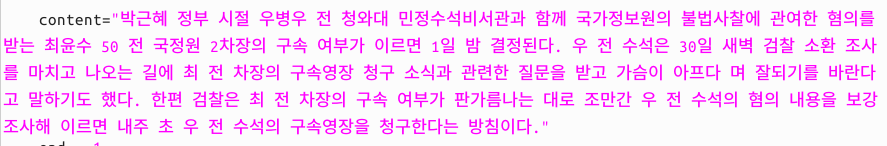 content="박근혜 정부 시절 우병우 전 청와대 민정수석비서관과 함께 국가정보원의 불법사찰에 관여한 혐의를
받는 최윤수 50 전 국정원 2차장의 구속 여부가 이르면 1일 밤 결정된다. 우 전 수석은 30일 새벽 검찰 소환 조사
를 마치고 나오는 길에 최 전 차장의 구속영장 청구 소식과 관련한 질문을 받고 가슴이 아프다 며 잘되기를 바란다
고 말하기도 했다. 한편 검찰은 최 전 차장의 구속 여부가 판가름나는 대로 조만간 우 전 수석의 혐의 내용을 보강
조사해 이르면 내주 초 우 전 수석의 구속영장을 청구한다는 방침이다."